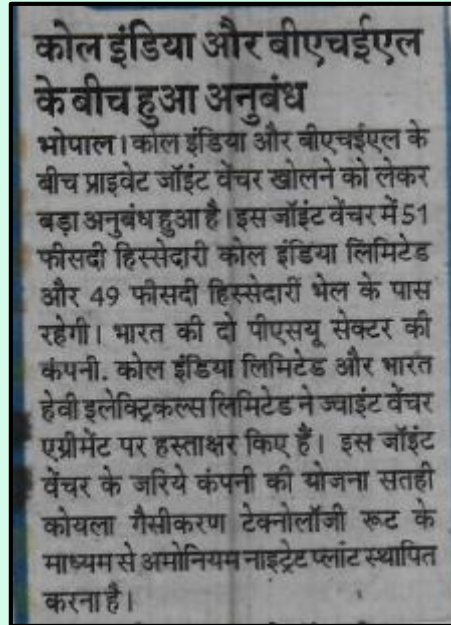 कोल इंडिया और बीएचईएल
के बीच हुआ अनुबंध
भोपाल। कोल इंडिया और बीएचईएल के
बीच प्राइवेट जॉइंट वेंचर खोलने को लेकर
बड़ा अनुबंध हुआ है। इस जॉइंट वेंचर में 51
फीसदी हिस्सेदारी कोल इंडिया लिमिटेड
और 49 फीसदी हिस्सेदारी भेल के पास
रहेगी। भारत की दो पीएसयू सेक्टर की
कंपनी. कोल इंडिया लिमिटेड और भारत
हेवी इलेक्ट्रिकल्स लिमिटेड ने ज्वाइंट वेंचर
एग्रीमेंट पर हस्ताक्षर किए हैं। इस जॉइंट
वेंचर के जरिये कंपनी की योजना सतही
कोयला गैसीकरण टेक्नोलॉजी रूट के
माध्यम से अमोनियम नाइट्रेट प्लांट स्थापित
करना है।